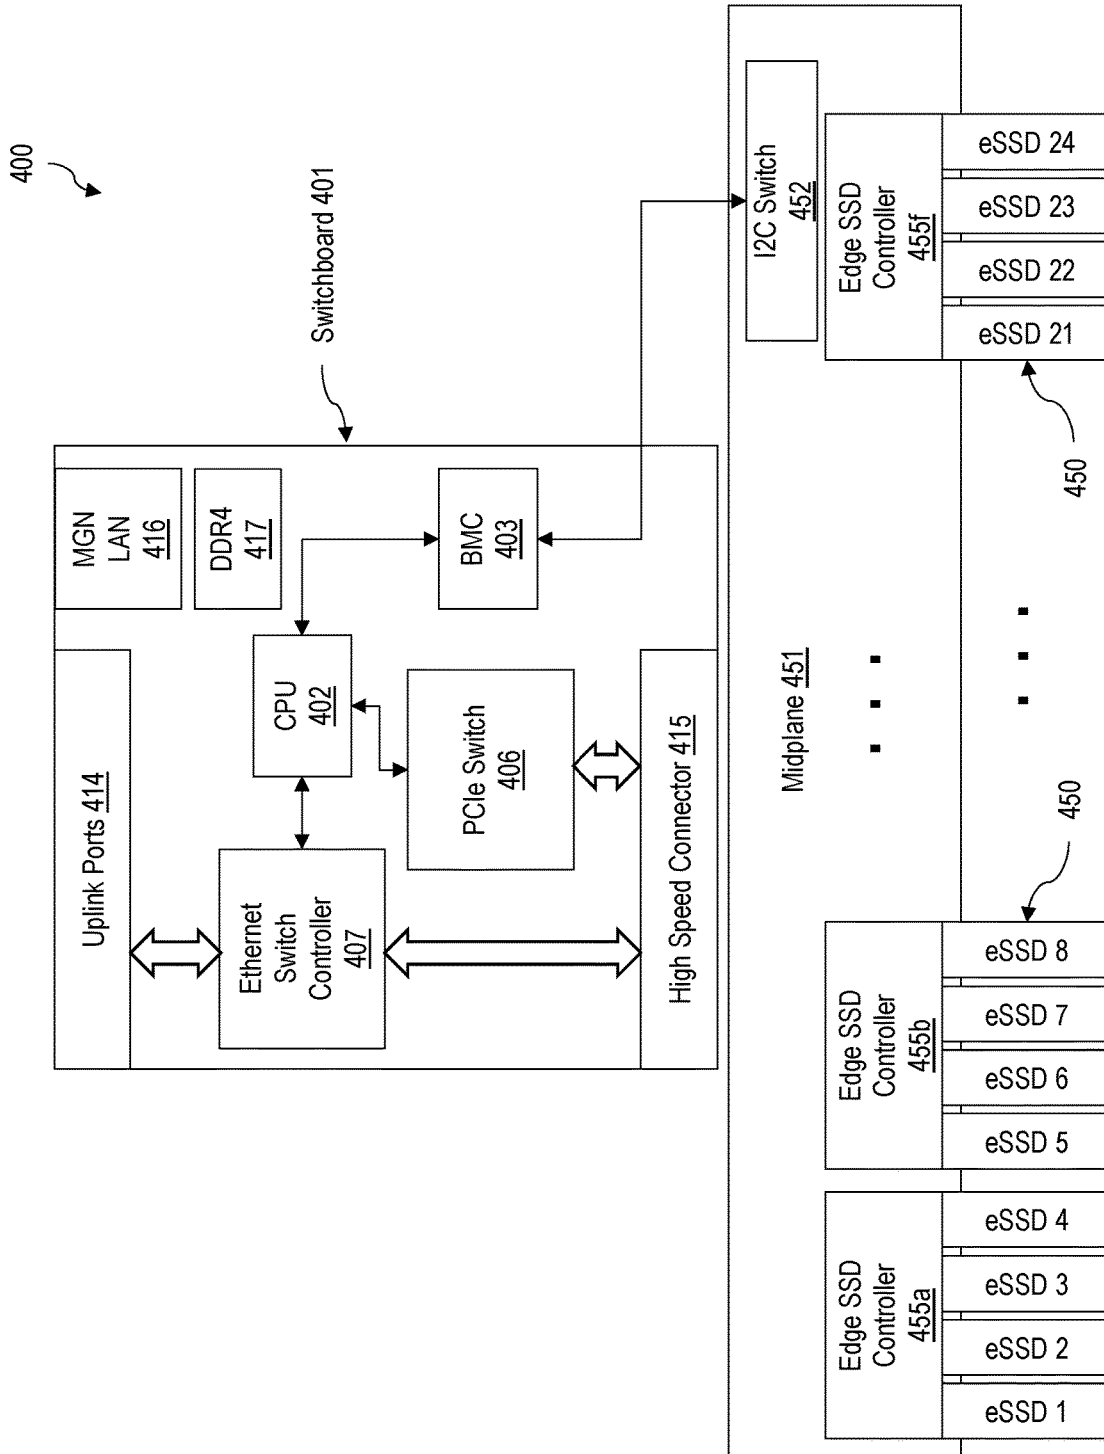 400
Switchboard 401
Uplink Ports 414
MGN
LAN
416
DDR4
417
Ethernet
Switch
Controller
407
CPU
402
PCIe Switch
406
BMC
403
High Speed Connector 415
Midplane 451
I2C Switch
452
Edge SSD
Controller
455a
Edge SSD
Controller
455b
Edge SSD
Controller
455f
eSSD 1
eSSD 2
eSSD 3
eSSD 4
eSSD 5
eSSD 6
eSSD 7
eSSD 8
eSSD 21
eSSD 22
eSSD 23
eSSD 24
450
450